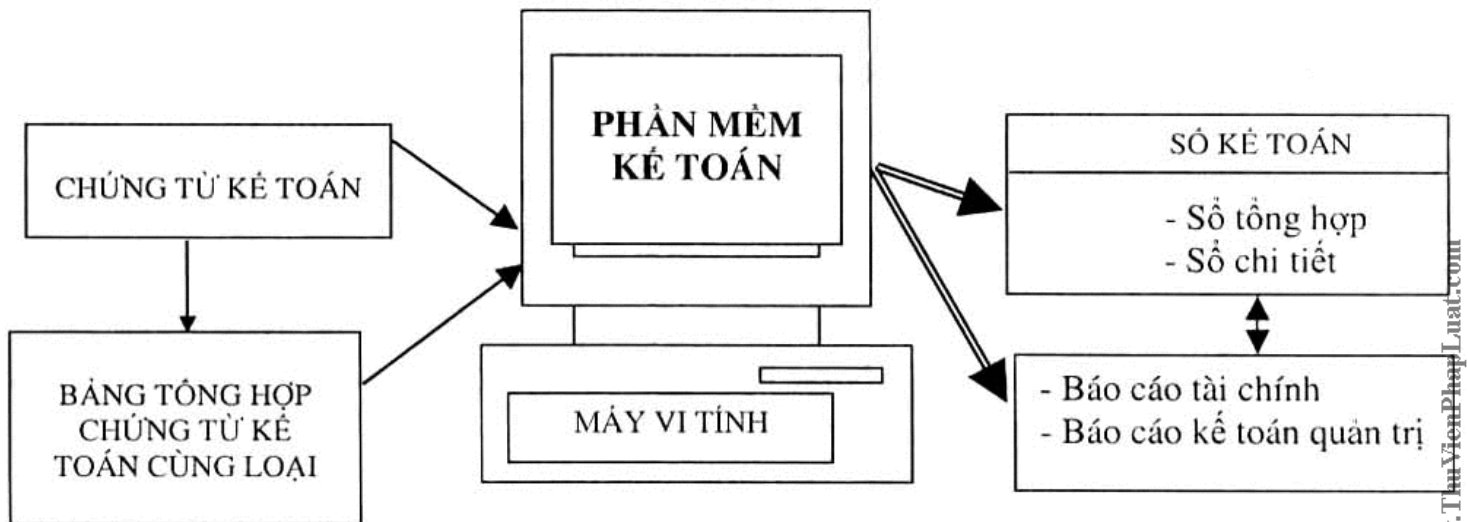 CHỨNG TỪ KẾ TOÁN
BẢNG TỔNG HỢP
CHỨNG TỪ KẾ
TOÁN CÙNG LOẠI
PHẦN MỀM
KẾ TOÁN
MÁY VI TÍNH
SỔ KẾ TOÁN
- Sổ tổng hợp
- Sổ chi tiết
- Báo cáo tài chính
- Báo cáo kế toán quản trị
.ThuVienPhapLuat.com